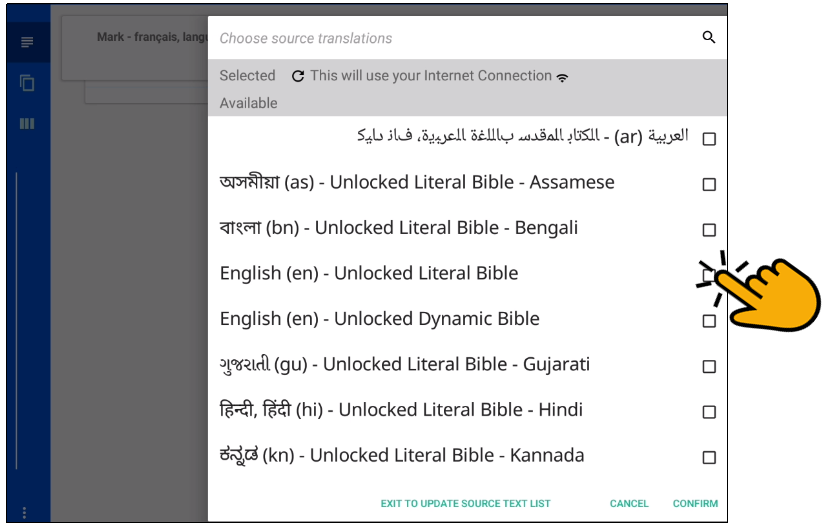 Mark - français, langu
Choose source translations
Selected This will use your Internet Connection
Available
العربية (ar) - للكتاب للمقدس باللغة العربية، فان دايك
অসমীয়া (as) - Unlocked Literal Bible - Assamese
বাংলা (bn) - Unlocked Literal Bible - Bengali
English (en) - Unlocked Literal Bible
English (en) - Unlocked Dynamic Bible
ગુજરાતી (gu) - Unlocked Literal Bible - Gujarati
हिन्दी, हिंदी (hi) - Unlocked Literal Bible - Hindi
ಕನ್ನಡ (kn) - Unlocked Literal Bible - Kannada
EXIT TO UPDATE SOURCE TEXT LIST CANCEL CONFIRM